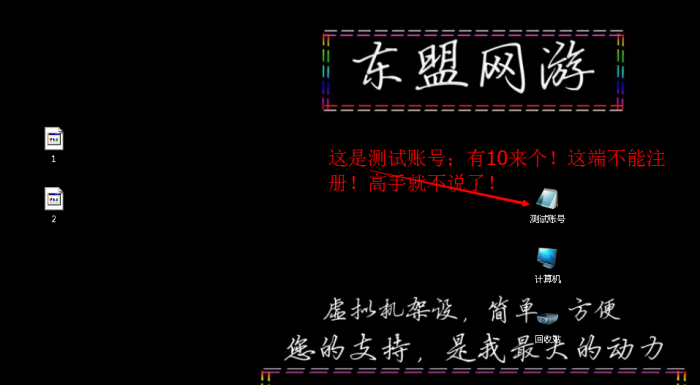 东盟网游
这是测试账号；有10来个！这端不能注
册！高手就不说了！
1
2
测试账号
计算机
虚拟机架设，简单 方便
回收站
您的支持，是我最大的动力